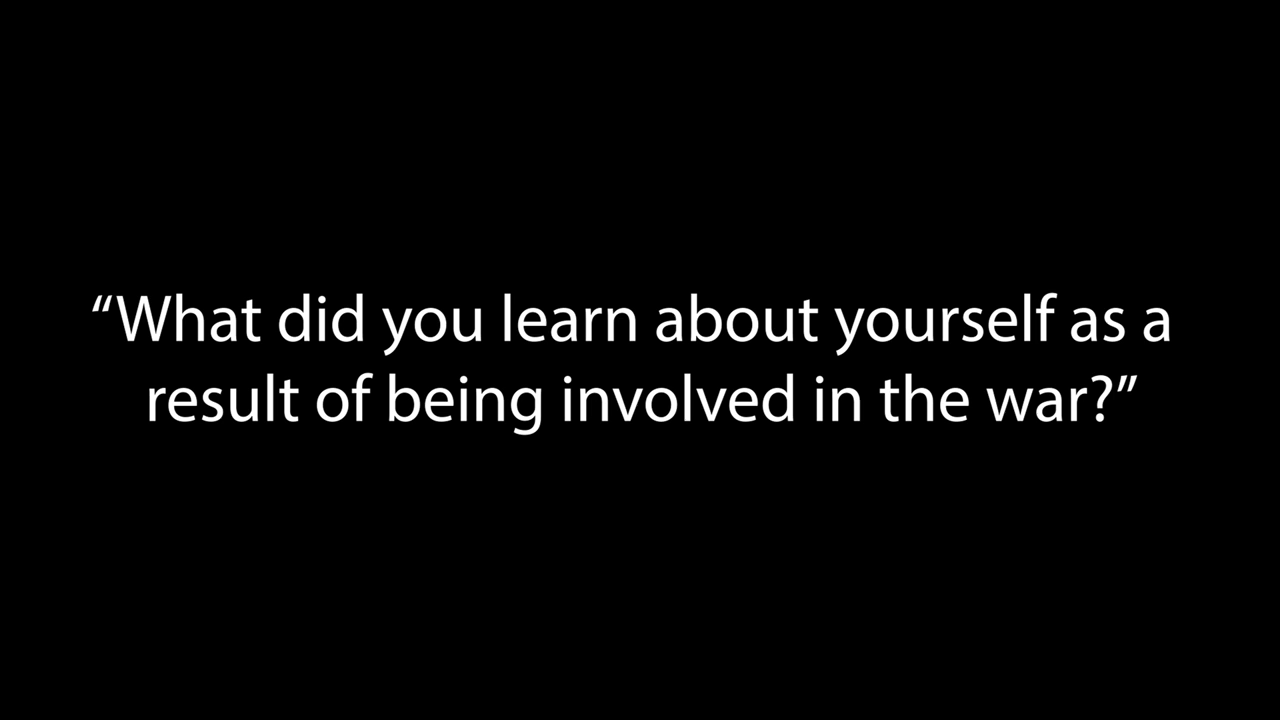 “What did you learn about yourself as a
result of being involved in the war?”